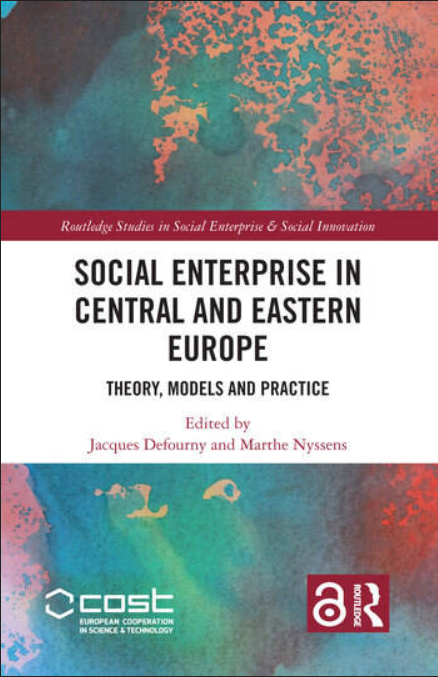 Routledge Studies in Social Enterprise & Social Innovation
SOCIAL ENTERPRISE IN
CENTRAL AND EASTERN
EUROPE
THEORY, MODELS AND PRACTICE
Edited by
Jacques Defourny and Marthe Nyssens
cost
EUROPEAN COOPERATION
IN SCIENCE & TECHNOLOGY
ROUTLEDGE